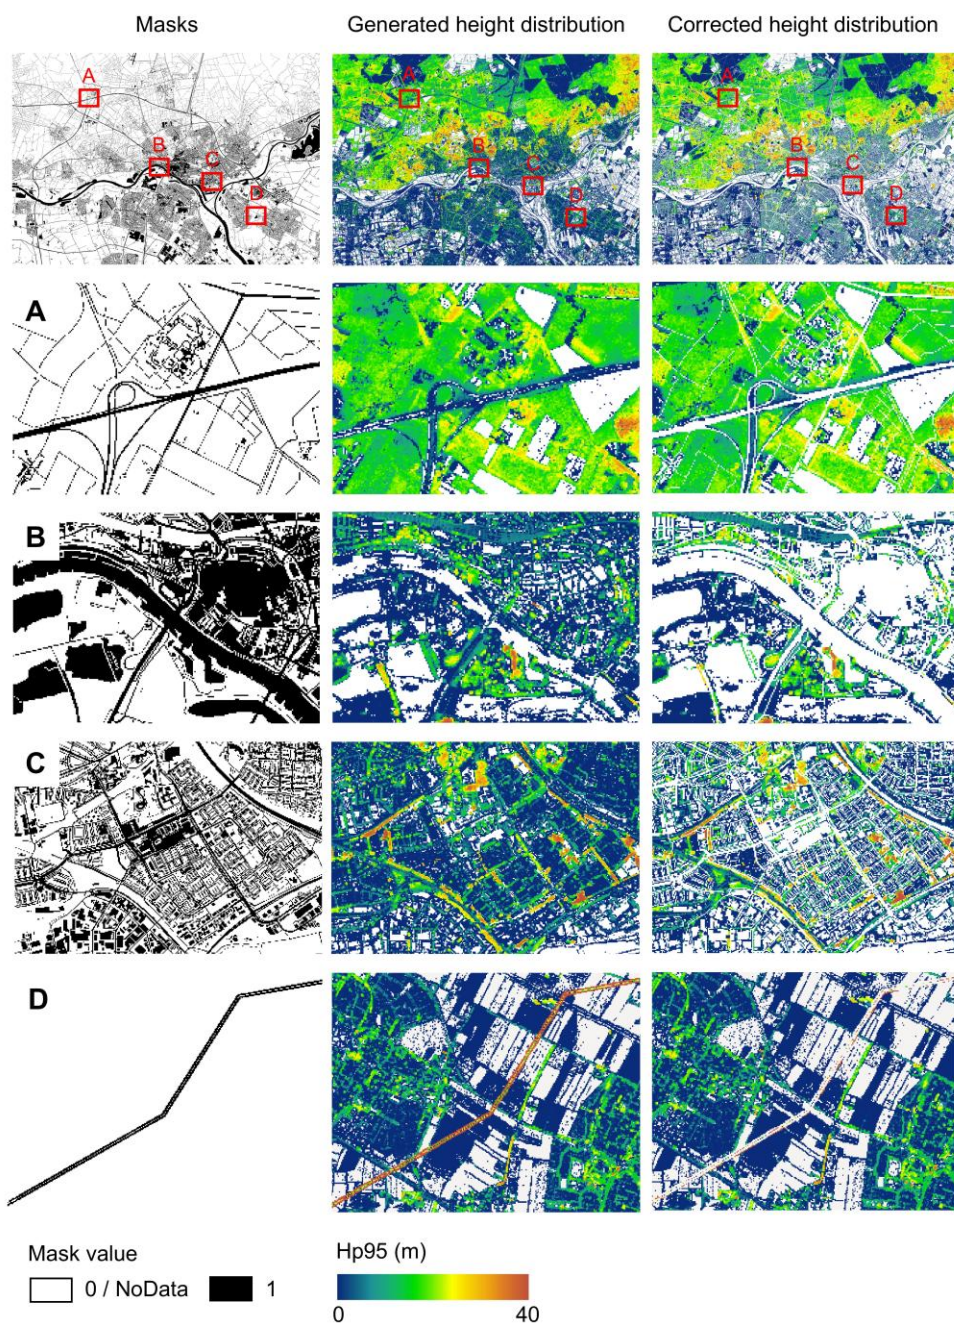 Masks Generated height distribution Corrected height distribution
A A A
B B B
C C C
D D D
A
B
C
D
Mask value Hp95 (m)
0 / NoData 1
0 40